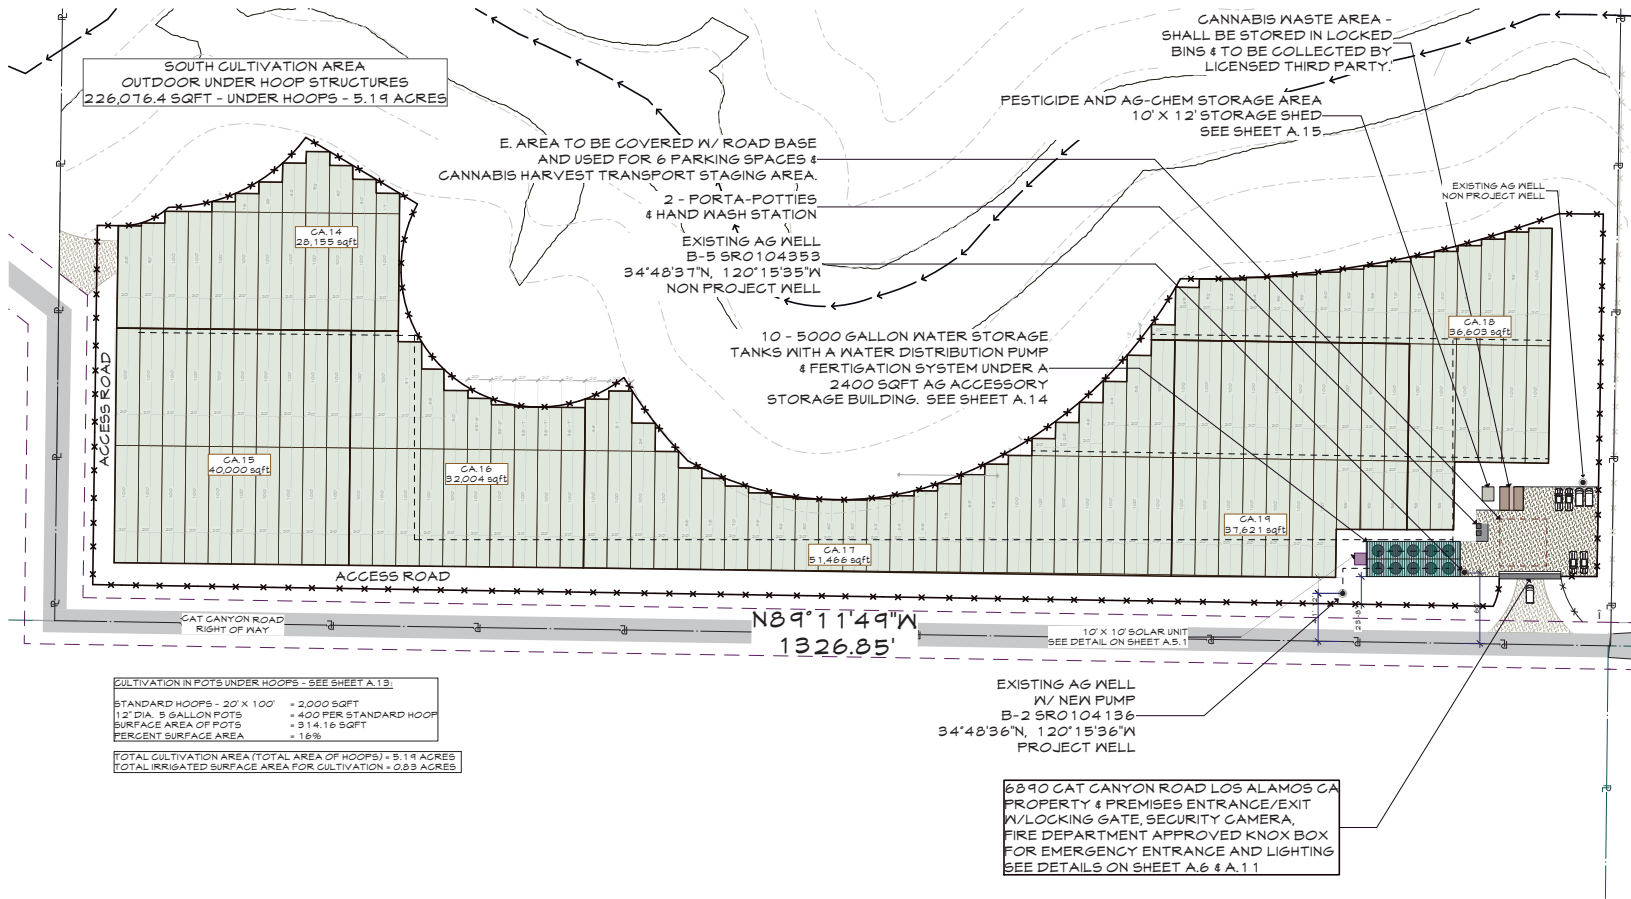 CANNABIS WASTE AREA -
SHALL BE STORED IN LOCKED
BINS & TO BE COLLECTED BY
LICENSED THIRD PARTY.
SOUTH CULTIVATION AREA
OUTDOOR UNDER HOOP STRUCTURES
226,076.4 SQFT - UNDER HOOPS - 5.19 ACRES
PESTICIDE AND AG-CHEM STORAGE AREA
10' X 12' STORAGE SHED
SEE SHEET A.15
E. AREA TO BE COVERED W/ ROAD BASE
AND USED FOR 6 PARKING SPACES &
CANNABIS HARVEST TRANSPORT STAGING AREA.
2 - PORTA-POTTIES
& HAND WASH STATION
EXISTING AG WELL
NON PROJECT WELL
EXISTING AG WELL
B-5 SR0104353
34°48'37"N, 120°15'35"W
NON PROJECT WELL
CA.14
28,155 sqft
10 - 5000 GALLON WATER STORAGE
TANKS WITH A WATER DISTRIBUTION PUMP
& FERTIGATION SYSTEM UNDER A
2400 SQFT AG ACCESSORY
STORAGE BUILDING. SEE SHEET A.14
CA.18
36,603 sqft
ACCESS ROAD
CA.15
40,000 sqft
CA.16
32,004 sqft
CA.17
51,466 sqft
CA.19
37,621 sqft
ACCESS ROAD
CAT CANYON ROAD
RIGHT OF WAY
N89°11'49"W
1326.85'
10' X 10' SOLAR UNIT
SEE DETAIL ON SHEET A.5.1
CULTIVATION IN POTS UNDER HOOPS - SEE SHEET A.13:
STANDARD HOOPS - 20' X 100' = 2,000 SQFT
12" DIA. 5 GALLON POTS = 400 PER STANDARD HOOP
SURFACE AREA OF POTS = 314.16 SQFT
PERCENT SURFACE AREA = 16%
TOTAL CULTIVATION AREA (TOTAL AREA OF HOOPS) = 5.19 ACRES
TOTAL IRRIGATED SURFACE AREA FOR CULTIVATION = 0.83 ACRES
EXISTING AG WELL
W/ NEW PUMP
B-2 SR0104136
34°48'36"N, 120°15'36"W
PROJECT WELL
6890 CAT CANYON ROAD LOS ALAMOS CA
PROPERTY & PREMISES ENTRANCE/EXIT
W/LOCKING GATE, SECURITY CAMERA,
FIRE DEPARTMENT APPROVED KNOX BOX
FOR EMERGENCY ENTRANCE AND LIGHTING
SEE DETAILS ON SHEET A.6 & A.11